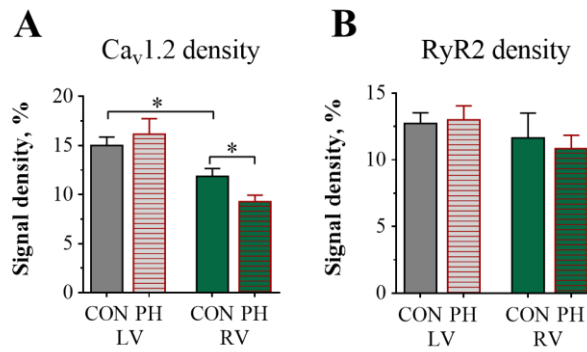 A
Caᵥ1.2 density
Signal density, %
20
15
10
5
0
*
*
CON PH CON PH
LV RV
B
RyR2 density
Signal density, %
15
10
5
0
CON PH CON PH
LV RV